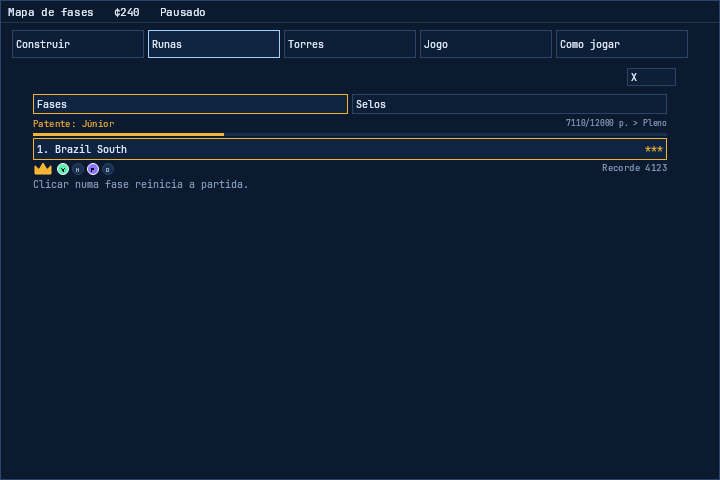 Mapa de fases ₵240 Pausado
Construir Runas Torres Jogo Como jogar
X
Fases Selos
Patente: Júnior 7110/12000 p. > Pleno
1. Brazil South ***
Recorde 4123
Clicar numa fase reinicia a partida.